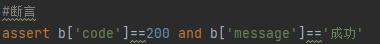 #断言
assert b['code']==200 and b['message']=='成功'